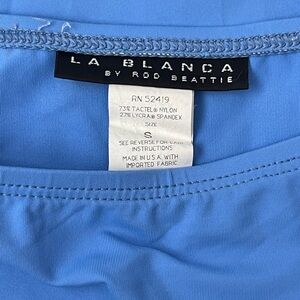 LA BLANCA
BY ROD BEATTIE
RN 52419
73% TACTEL® NYLON
27% LYCRA® SPANDEX
SIZE
S
SEE REVERSE FOR CARE
INSTRUCTIONS
MADE IN U.S.A. WITH
IMPORTED FABRIC